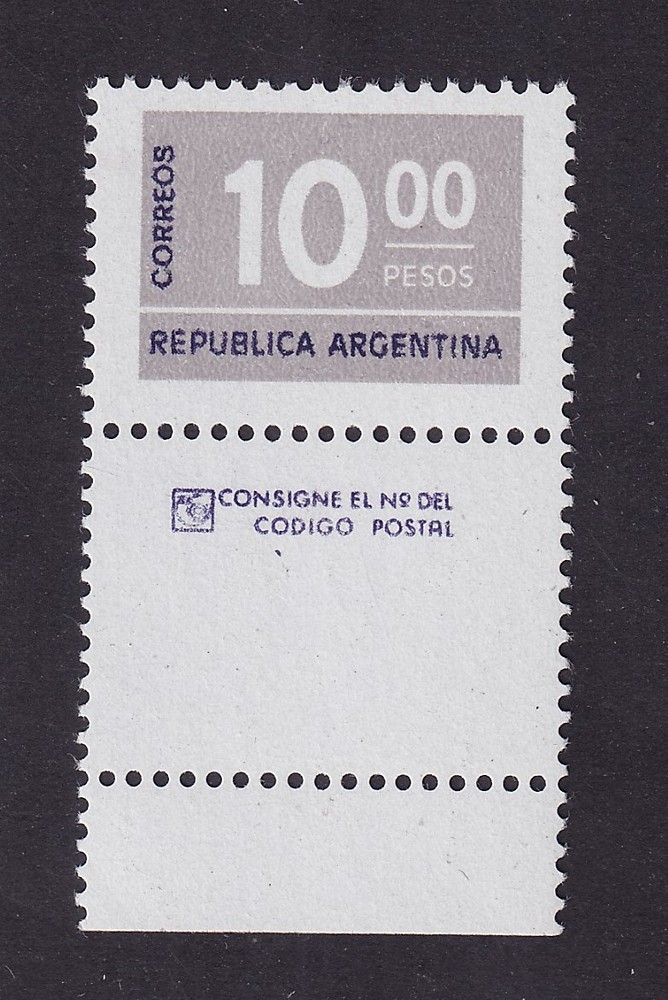 CORREOS
10 00
PESOS
REPUBLICA ARGENTINA
CONSIGNE EL Nº DEL
CODIGO POSTAL